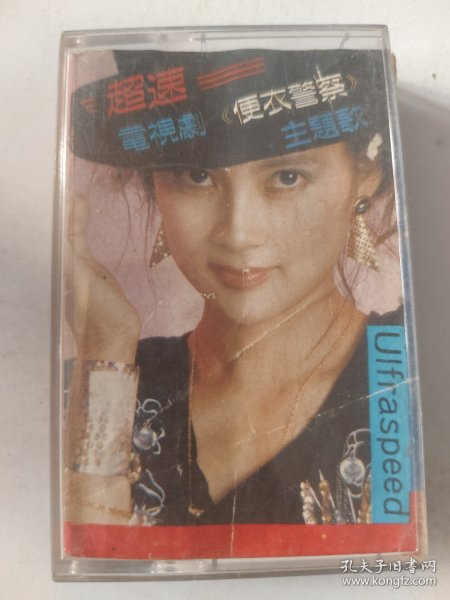 超速
電視劇《便衣警察》
主題歌
Ulfraspeed
孔夫子旧书网
www.kongfz.com